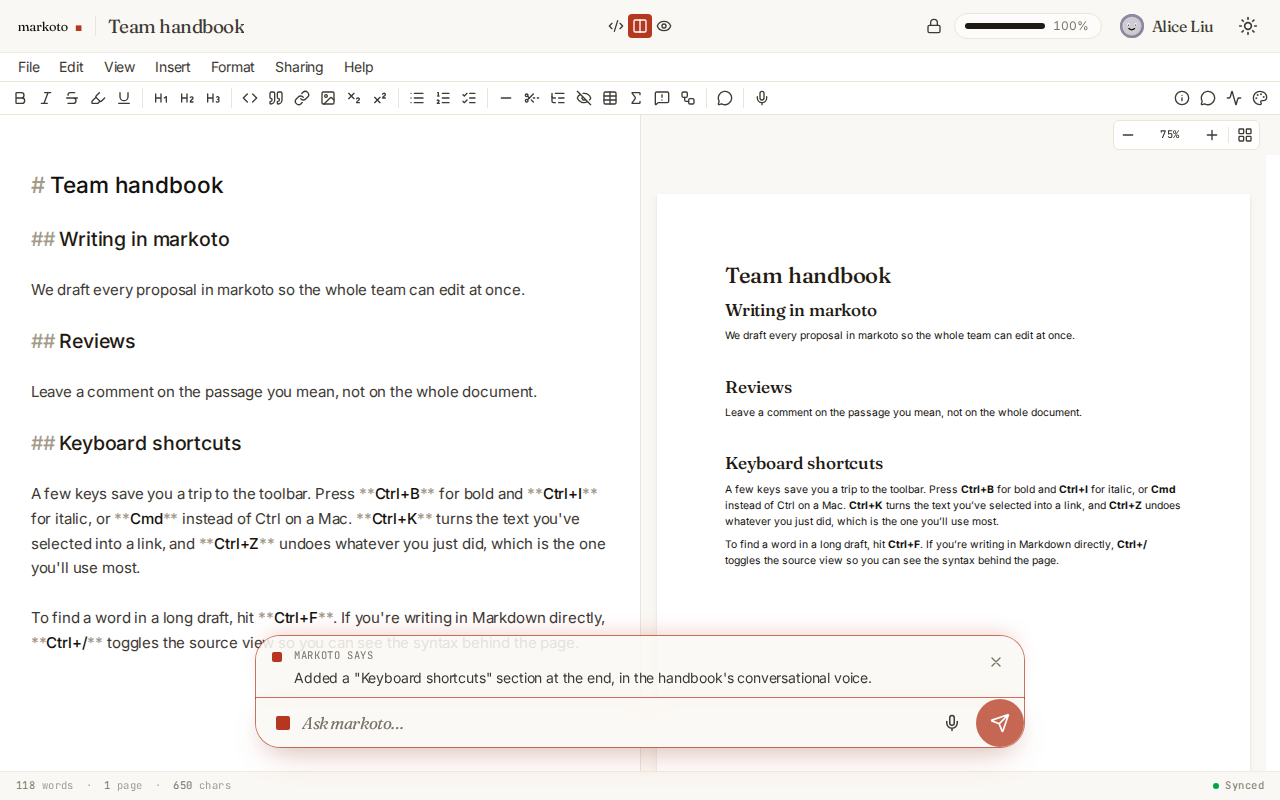 markoto
Team handbook
100%
Alice Liu
File Edit View Insert Format Sharing Help
H1 H2 H3
75%
# Team handbook
## Writing in markoto
We draft every proposal in markoto so the whole team can edit at once.
## Reviews
Leave a comment on the passage you mean, not on the whole document.
## Keyboard shortcuts
A few keys save you a trip to the toolbar. Press **Ctrl+B** for bold and **Ctrl+I**
for italic, or **Cmd** instead of Ctrl on a Mac. **Ctrl+K** turns the text you've
selected into a link, and **Ctrl+Z** undoes whatever you just did, which is the one
you'll use most.
To find a word in a long draft, hit **Ctrl+F**. If you're writing in Markdown directly,
**Ctrl+/** toggles the source view so you can see the syntax behind the page.
Team handbook
Writing in markoto
We draft every proposal in markoto so the whole team can edit at once.
Reviews
Leave a comment on the passage you mean, not on the whole document.
Keyboard shortcuts
A few keys save you a trip to the toolbar. Press Ctrl+B for bold and Ctrl+I for italic, or Cmd
instead of Ctrl on a Mac. Ctrl+K turns the text you've selected into a link, and Ctrl+Z undoes
whatever you just did, which is the one you'll use most.
To find a word in a long draft, hit Ctrl+F. If you're writing in Markdown directly, Ctrl+/
toggles the source view so you can see the syntax behind the page.
MARKOTO SAYS
Added a "Keyboard shortcuts" section at the end, in the handbook's conversational voice.
Ask markoto...
118 words · 1 page · 650 chars
Synced